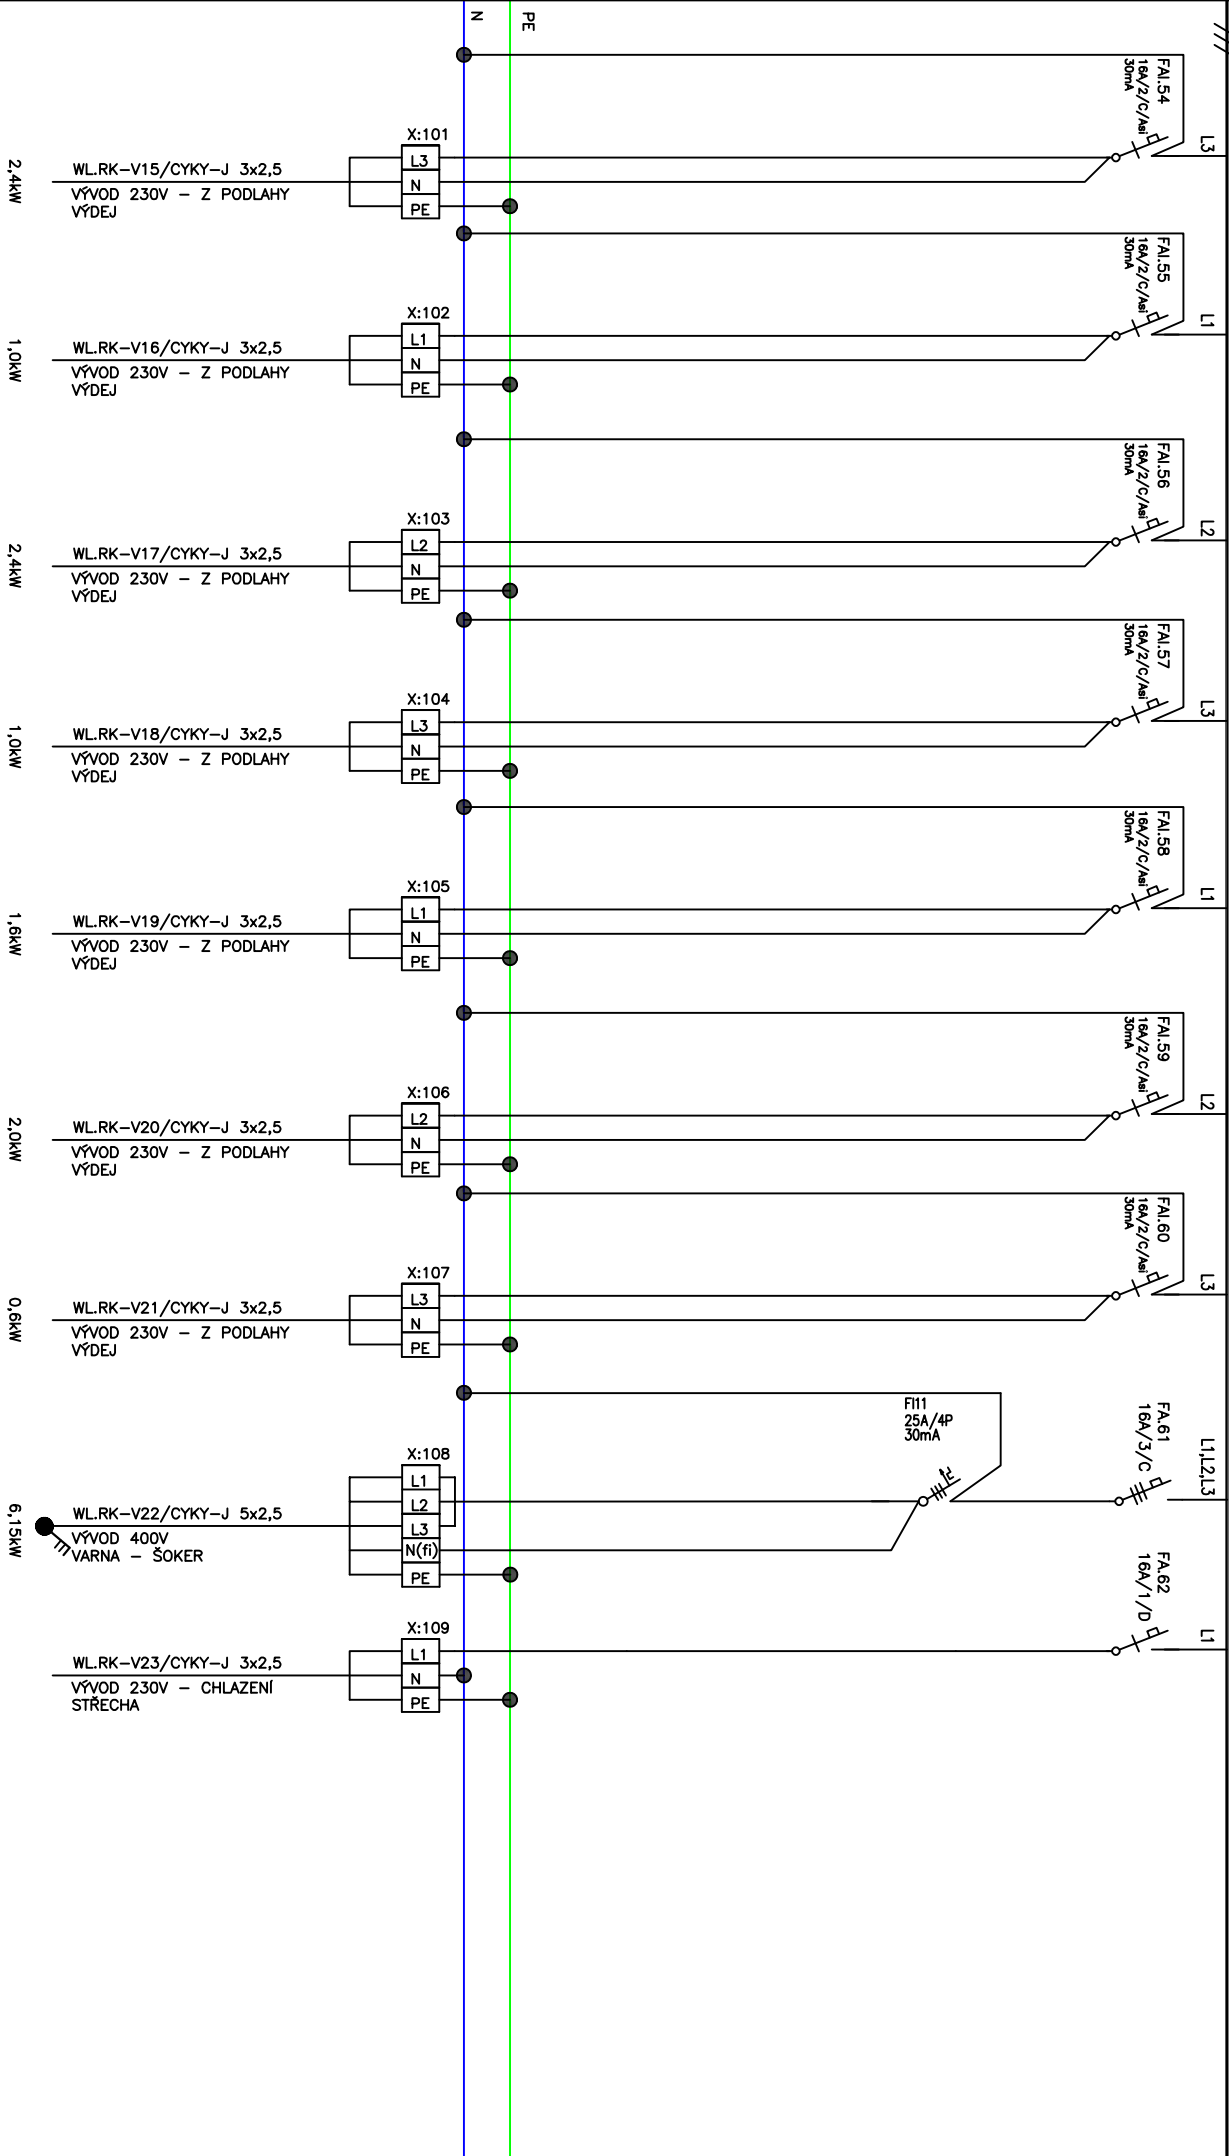 N
PE
FAI.54
16A/2/C/Asi
30mA
L3
X:101
L3
N
PE
WL.RK-V15/CYKY-J 3x2,5
VÝVOD 230V - Z PODLAHY
VÝDEJ
2,4kW
FAI.55
16A/2/C/Asi
30mA
L1
X:102
L1
N
PE
WL.RK-V16/CYKY-J 3x2,5
VÝVOD 230V - Z PODLAHY
VÝDEJ
1,0kW
FAI.56
16A/2/C/Asi
30mA
L2
X:103
L2
N
PE
WL.RK-V17/CYKY-J 3x2,5
VÝVOD 230V - Z PODLAHY
VÝDEJ
2,4kW
FAI.57
16A/2/C/Asi
30mA
L3
X:104
L3
N
PE
WL.RK-V18/CYKY-J 3x2,5
VÝVOD 230V - Z PODLAHY
VÝDEJ
1,0kW
FAI.58
16A/2/C/Asi
30mA
L1
X:105
L1
N
PE
WL.RK-V19/CYKY-J 3x2,5
VÝVOD 230V - Z PODLAHY
VÝDEJ
1,6kW
FAI.59
16A/2/C/Asi
30mA
L2
X:106
L2
N
PE
WL.RK-V20/CYKY-J 3x2,5
VÝVOD 230V - Z PODLAHY
VÝDEJ
2,0kW
FAI.60
16A/2/C/Asi
30mA
L3
X:107
L3
N
PE
WL.RK-V21/CYKY-J 3x2,5
VÝVOD 230V - Z PODLAHY
VÝDEJ
0,6kW
FA.61
16A/3/C
L1,L2,L3
FI11
25A/4P
30mA
X:108
L1
L2
L3
N(fi)
PE
WL.RK-V22/CYKY-J 5x2,5
VÝVOD 400V
VARNA - ŠOKER
6,15kW
FA.62
16A/1/D
L1
X:109
L1
N
PE
WL.RK-V23/CYKY-J 3x2,5
VÝVOD 230V - CHLAZENÍ
STŘECHA